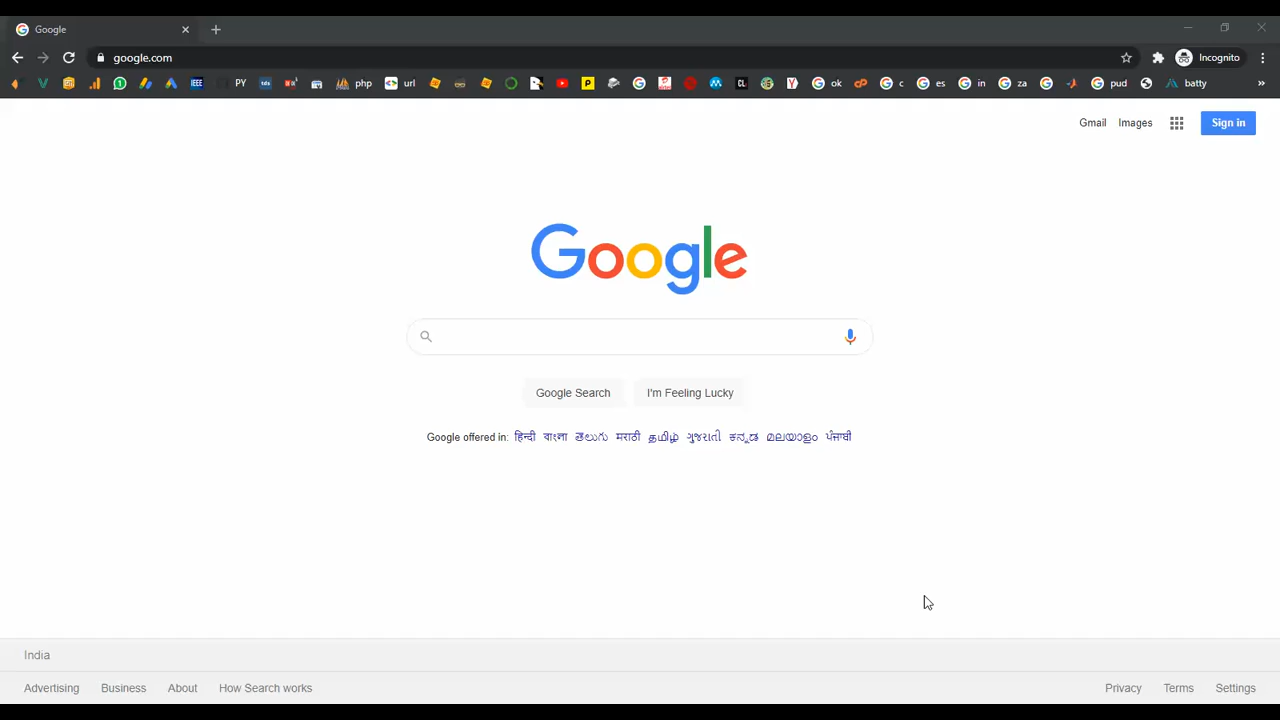 Google
google.com
Incognito
PY php url ok c es in za pud batty
Gmail Images Sign in
Google
Google Search I'm Feeling Lucky
Google offered in: हिन्दी বাংলা తెలుగు मराठी தமிழ் ગુજરાતી ಕನ್ನಡ മലയാളം ਪੰਜਾਬੀ
India
Advertising Business About How Search works Privacy Terms Settings